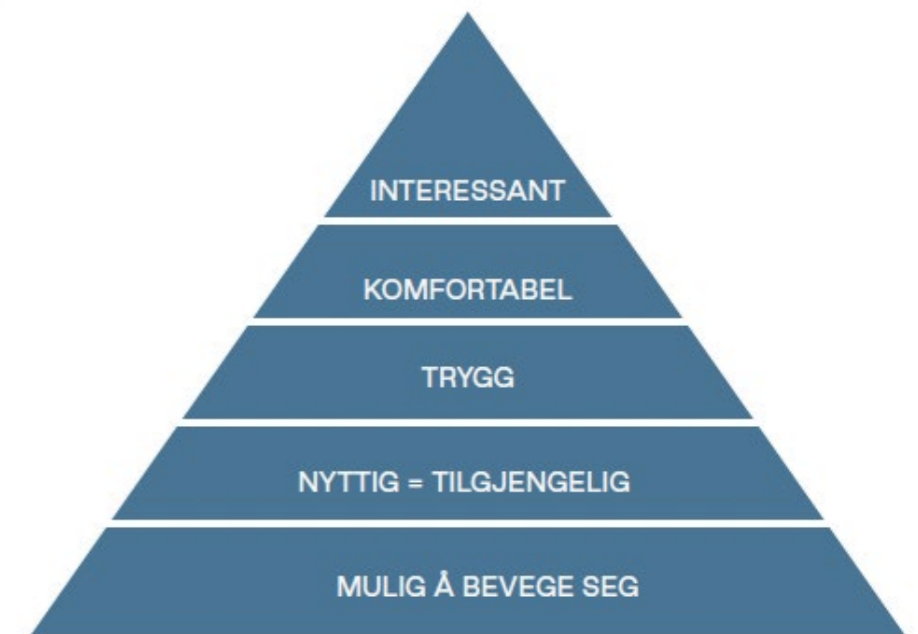 INTERESSANT
KOMFORTABEL
TRYGG
NYTTIG = TILGJENGELIG
MULIG Å BEVEGE SEG